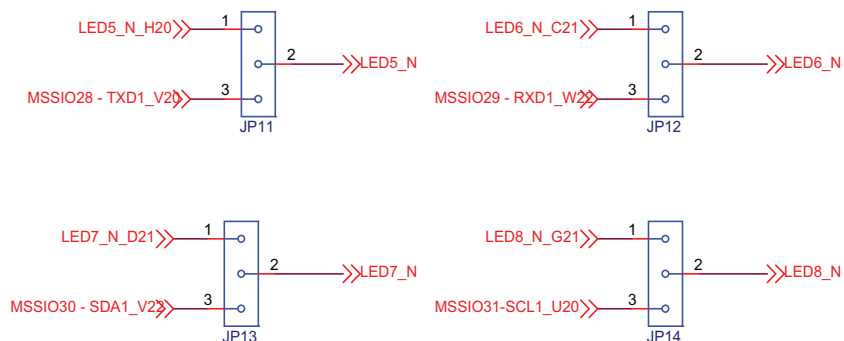 LED5_N_H20 1
2 LED5_N
MSSIO28 - TXD1_V20 3
JP11
LED6_N_C21 1
2 LED6_N
MSSIO29 - RXD1_W22 3
JP12
LED7_N_D21 1
2 LED7_N
MSSIO30 - SDA1_V22 3
JP13
LED8_N_G21 1
2 LED8_N
MSSIO31-SCL1_U20 3
JP14